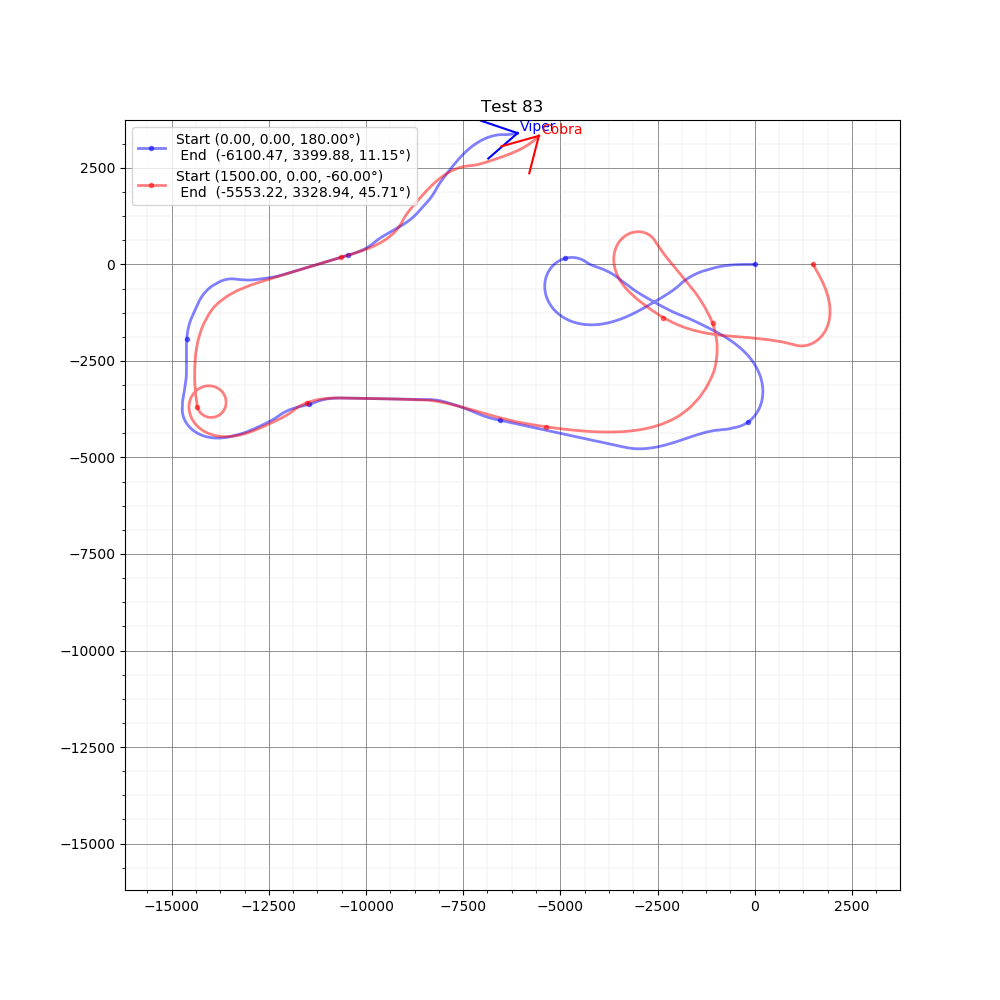 Test 83
Start (0.00, 0.00, 180.00°)
End  (-6100.47, 3399.88, 11.15°)
Start (1500.00, 0.00, -60.00°)
End  (-5553.22, 3328.94, 45.71°)
Viper
Cobra
2500
0
−2500
−5000
−7500
−10000
−12500
−15000
−15000 −12500 −10000 −7500 −5000 −2500 0 2500